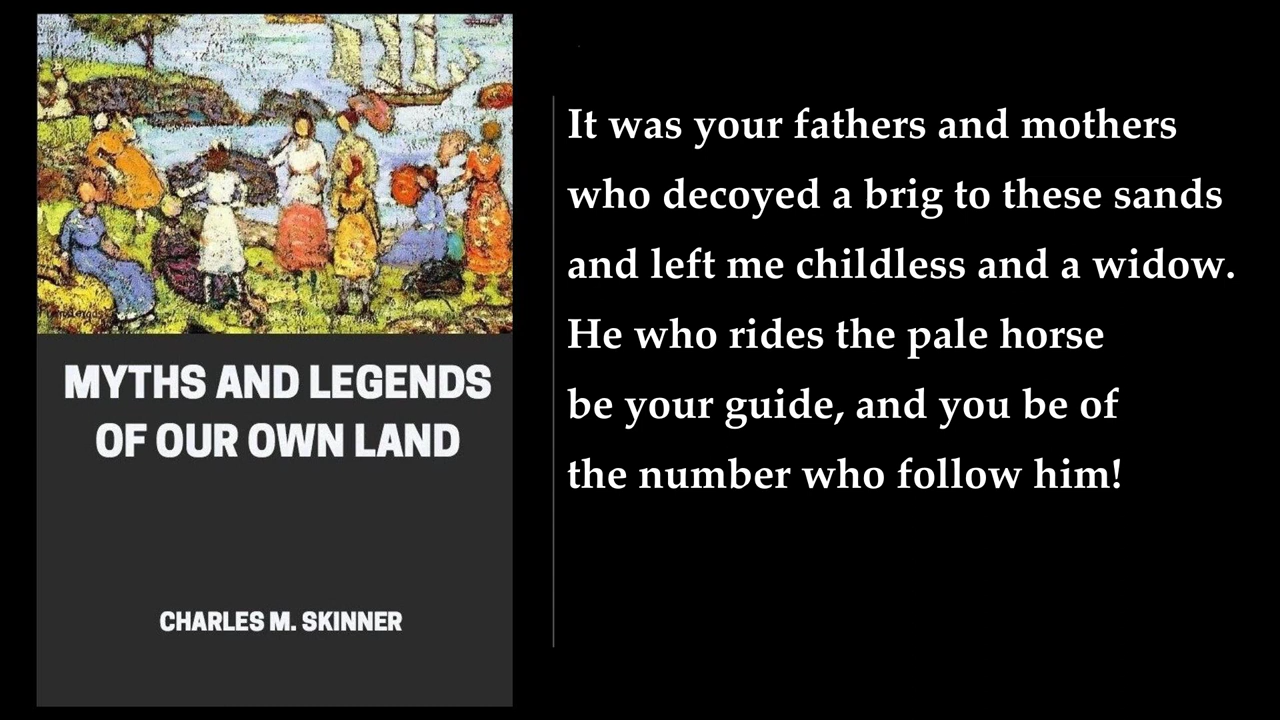 MYTHS AND LEGENDS
OF OUR OWN LAND
CHARLES M. SKINNER
It was your fathers and mothers
who decoyed a brig to these sands
and left me childless and a widow.
He who rides the pale horse
be your guide, and you be of
the number who follow him!